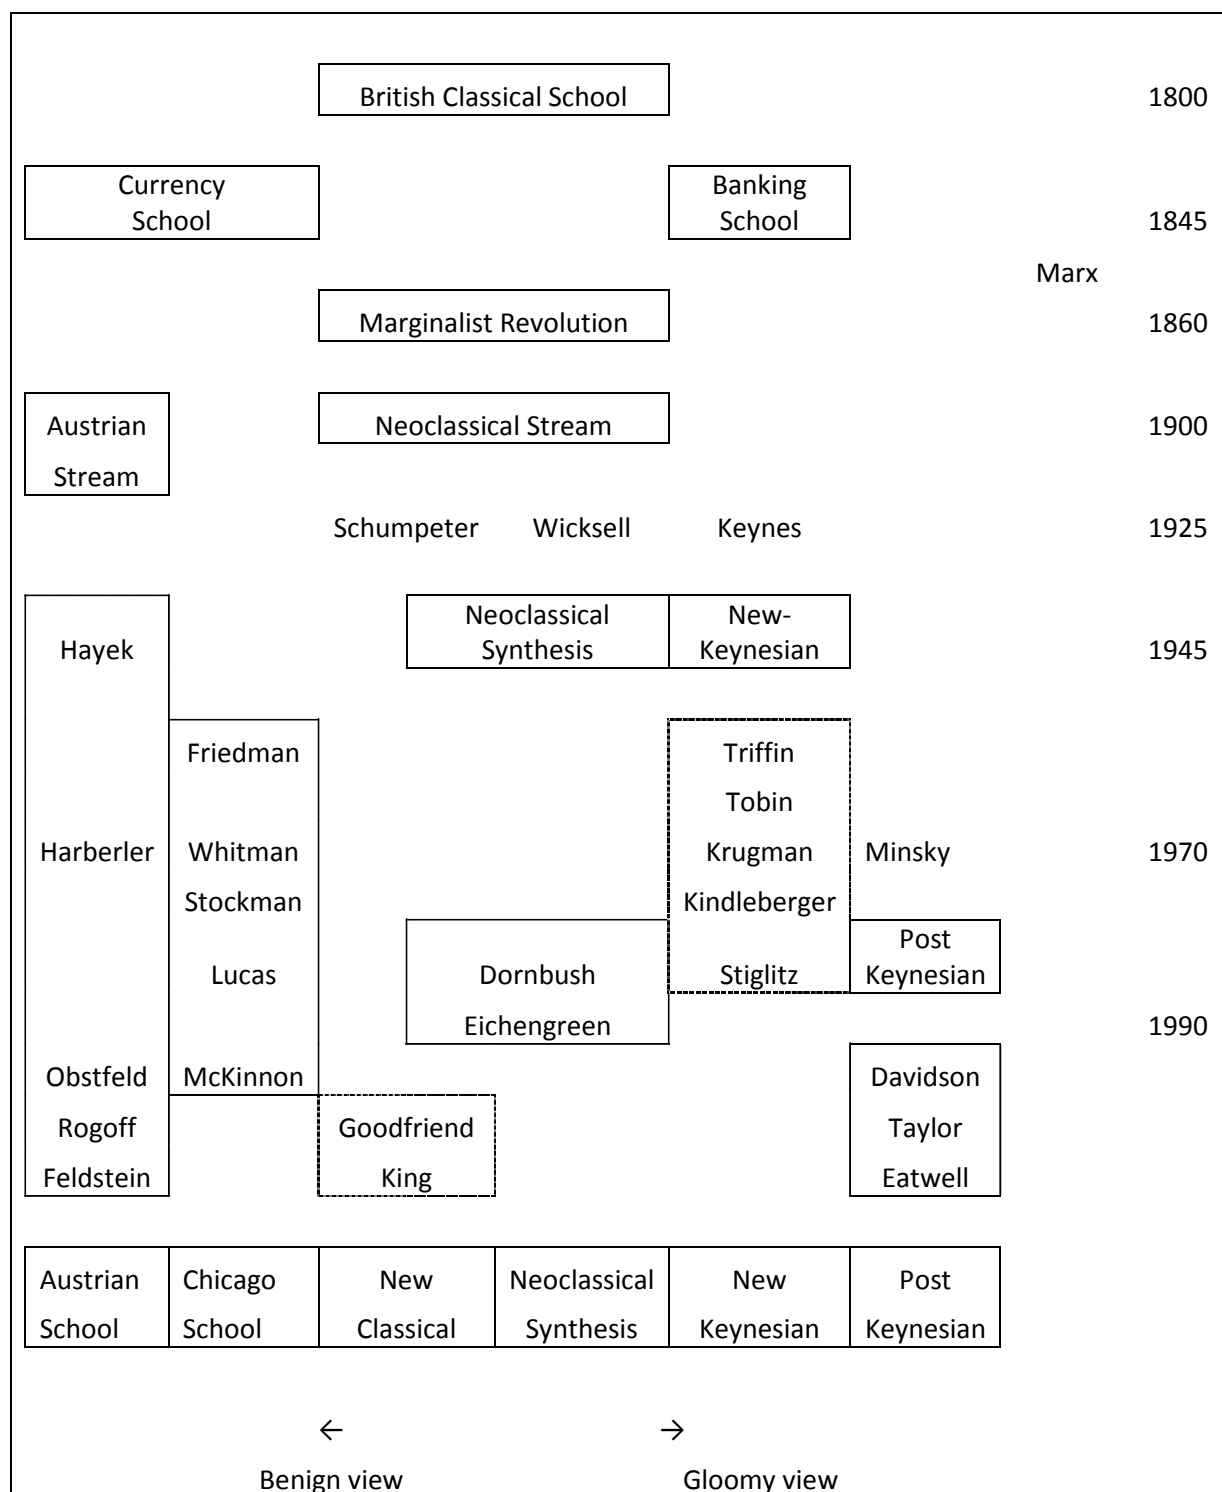 British Classical School 1800
Currency Banking
School School 1845
Marx
Marginalist Revolution 1860
Austrian Neoclassical Stream 1900
Stream
Schumpeter Wicksell Keynes 1925
Neoclassical New-
Hayek Synthesis Keynesian 1945
Friedman Triffin
Tobin
Harberler Whitman Krugman Minsky 1970
Stockman Kindleberger
Post
Lucas Dornbush Stiglitz Keynesian
Eichengreen 1990
Obstfeld McKinnon Davidson
Rogoff Goodfriend Taylor
Feldstein King Eatwell
Austrian Chicago New Neoclassical New Post
School School Classical Synthesis Keynesian Keynesian
← →
Benign view Gloomy view